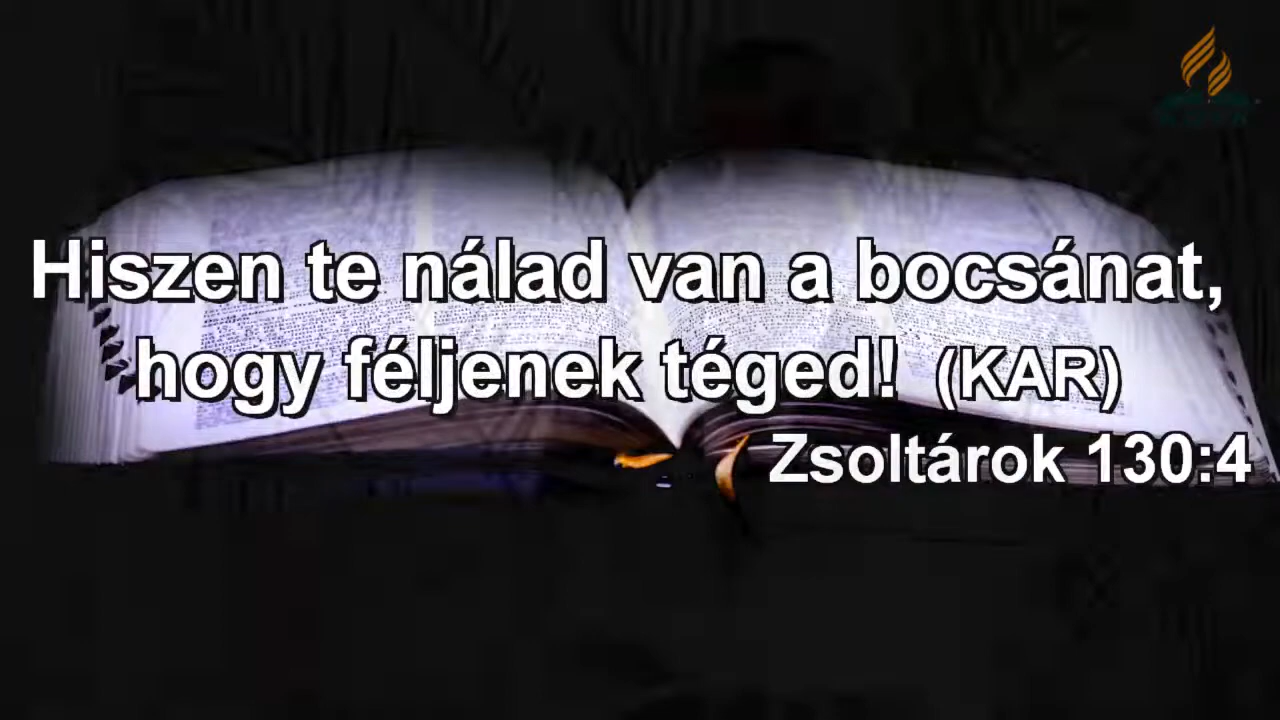 Hiszen te nálad van a bocsánat,
hogy féljenek téged! (KAR)
Zsoltárok 130:4